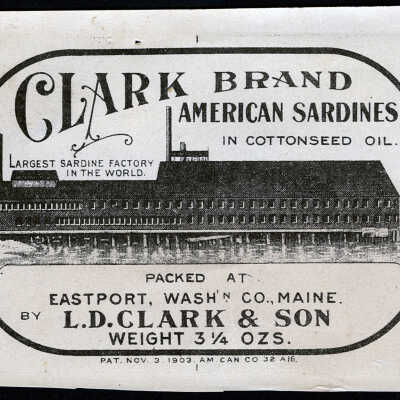 CLARK BRAND
AMERICAN SARDINES
IN COTTONSEED OIL.
LARGEST SARDINE FACTORY
IN THE WORLD.
PACKED AT
EASTPORT, WASH'N CO., MAINE.
BY L.D. CLARK & SON
WEIGHT 3¼ OZS.
PAT. NOV. 3, 1903. AM. CAN CO 32 A16.